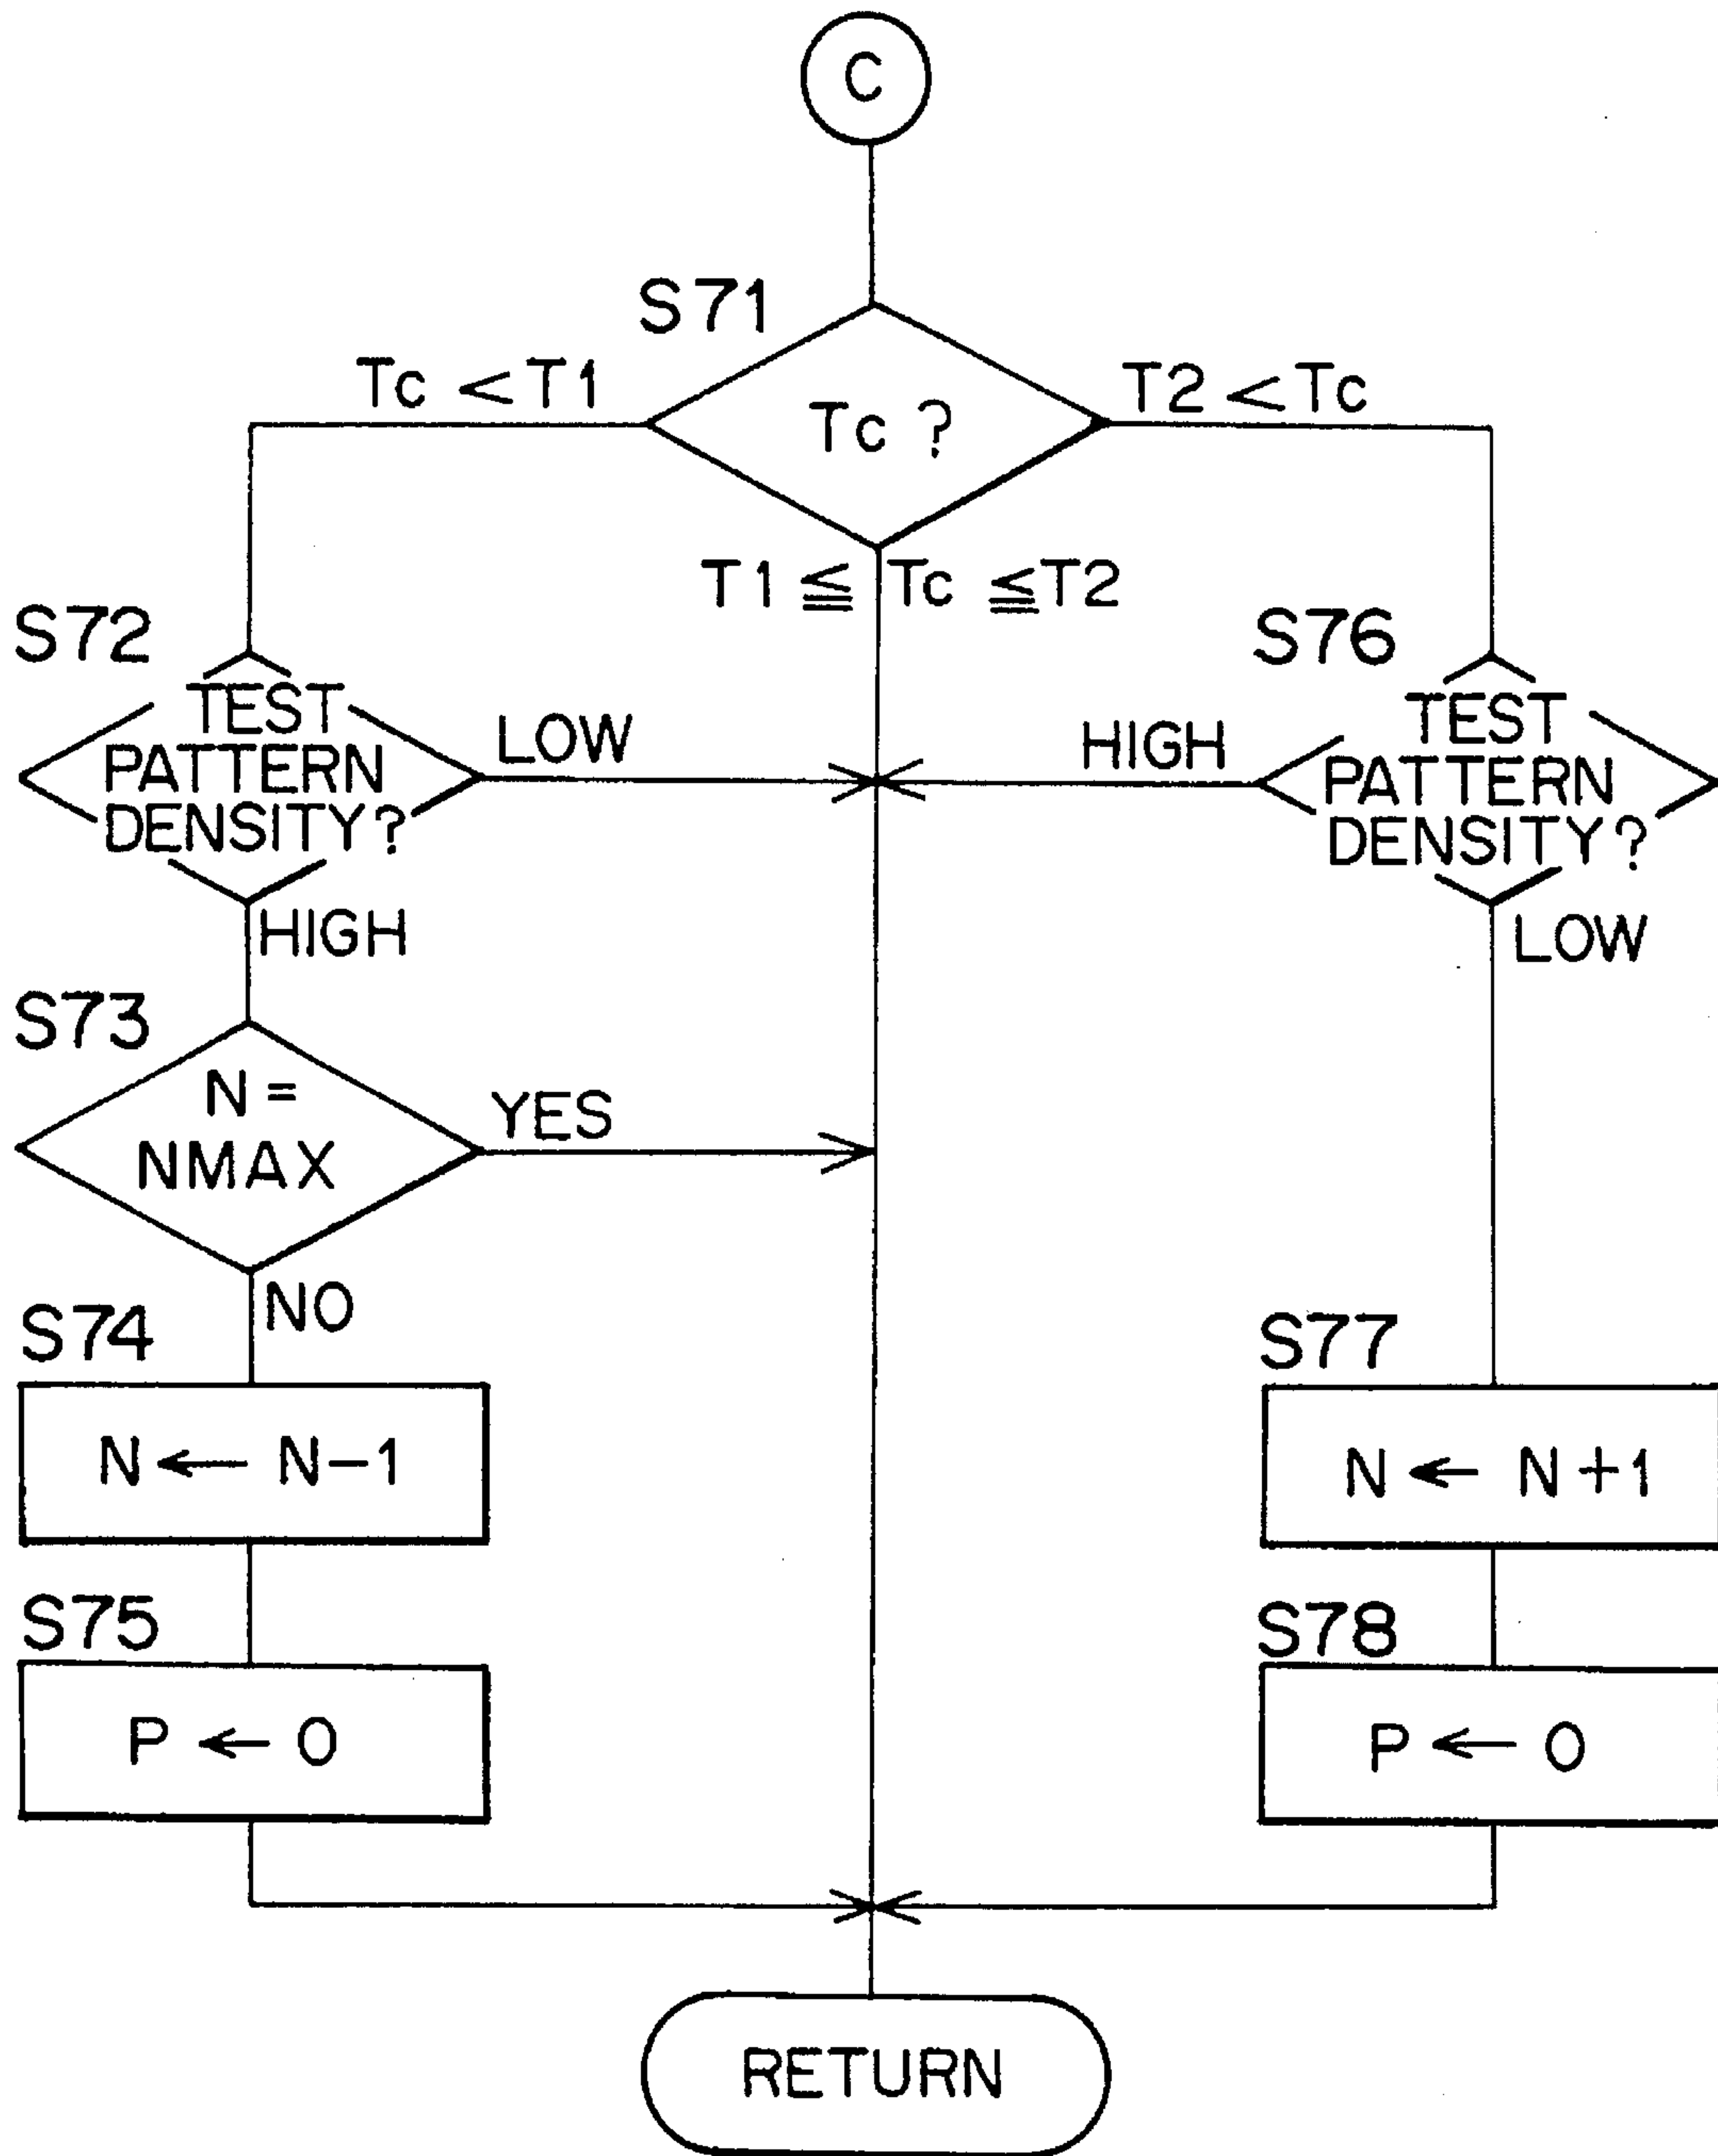 C
S71
Tc < T1
Tc ?
T2 < Tc
T1 ≦ Tc ≦ T2
S72
TEST
PATTERN
DENSITY?
LOW
HIGH
S76
TEST
PATTERN
DENSITY?
HIGH
LOW
S73
N =
NMAX
YES
NO
S74
N ← N-1
S77
N ← N+1
S75
P ← 0
S78
P ← 0
RETURN